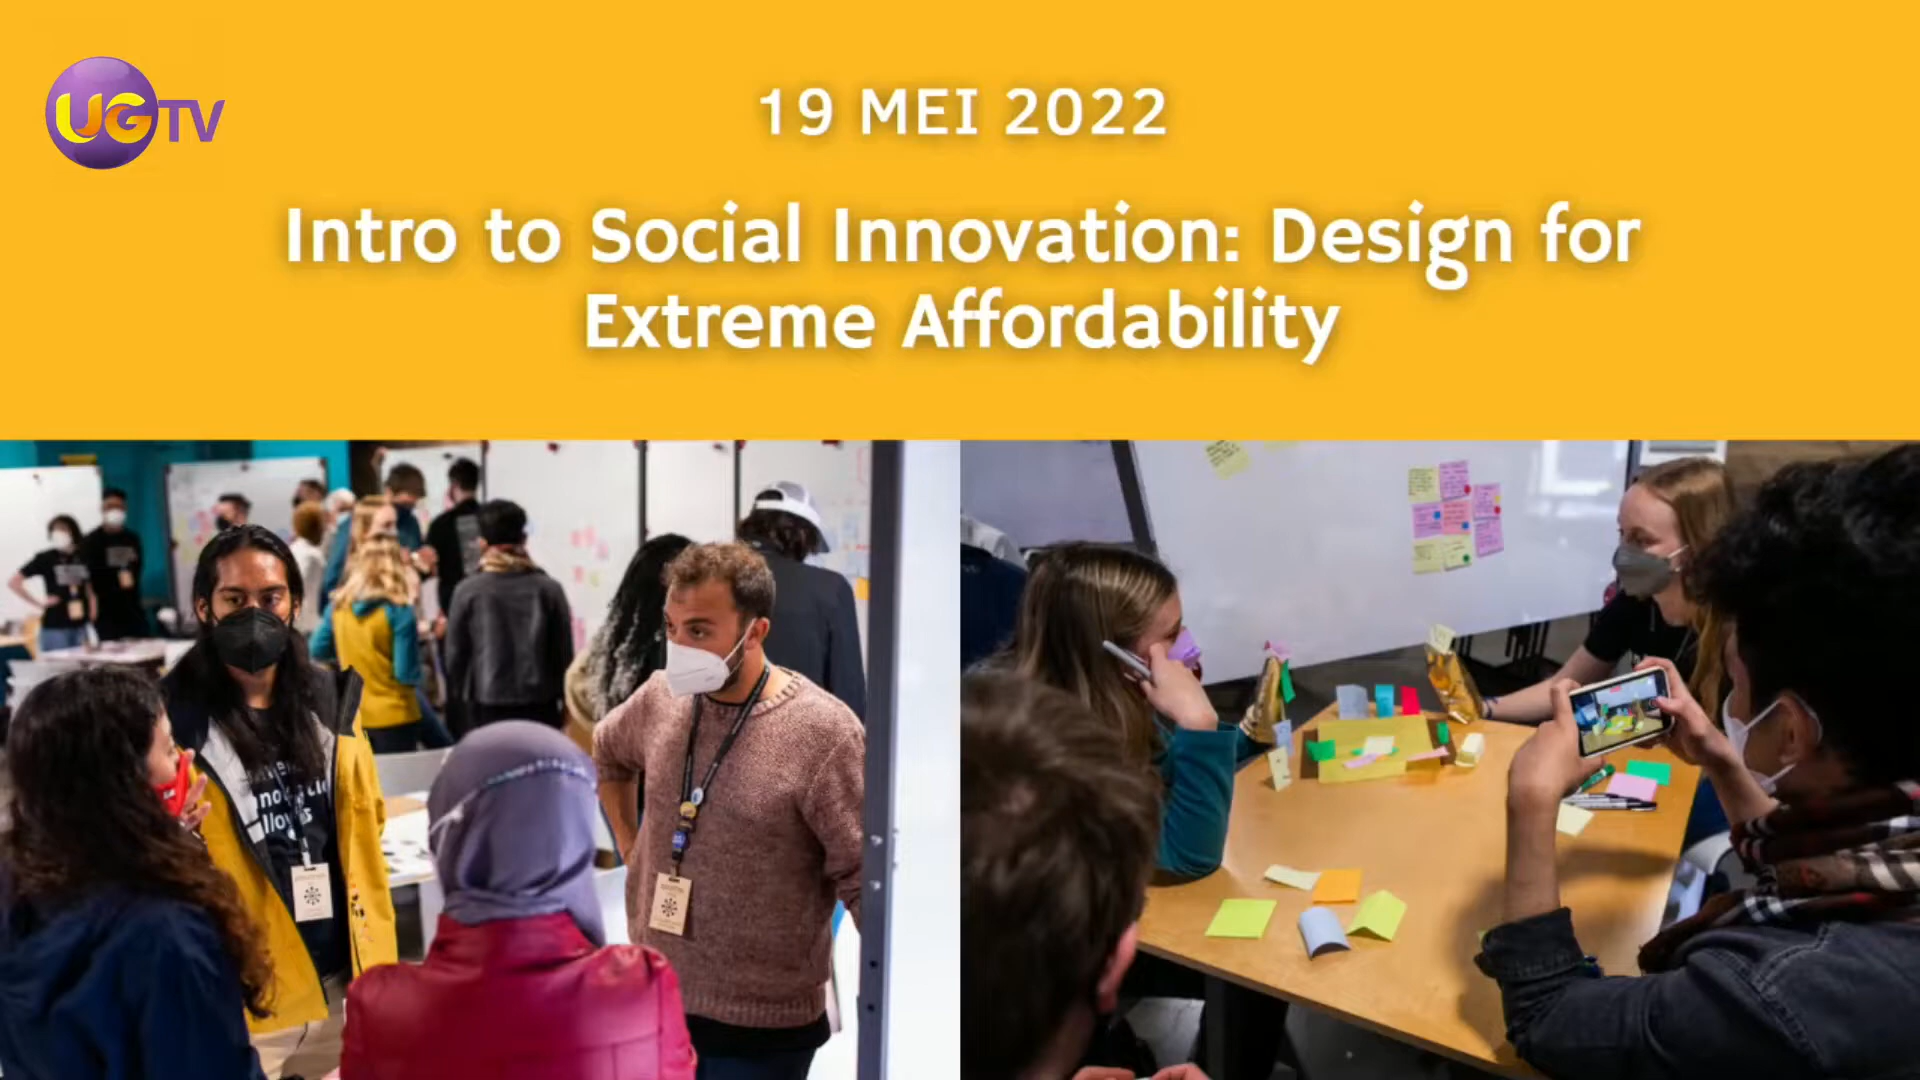 UGTV
19 MEI 2022
Intro to Social Innovation: Design for
Extreme Affordability